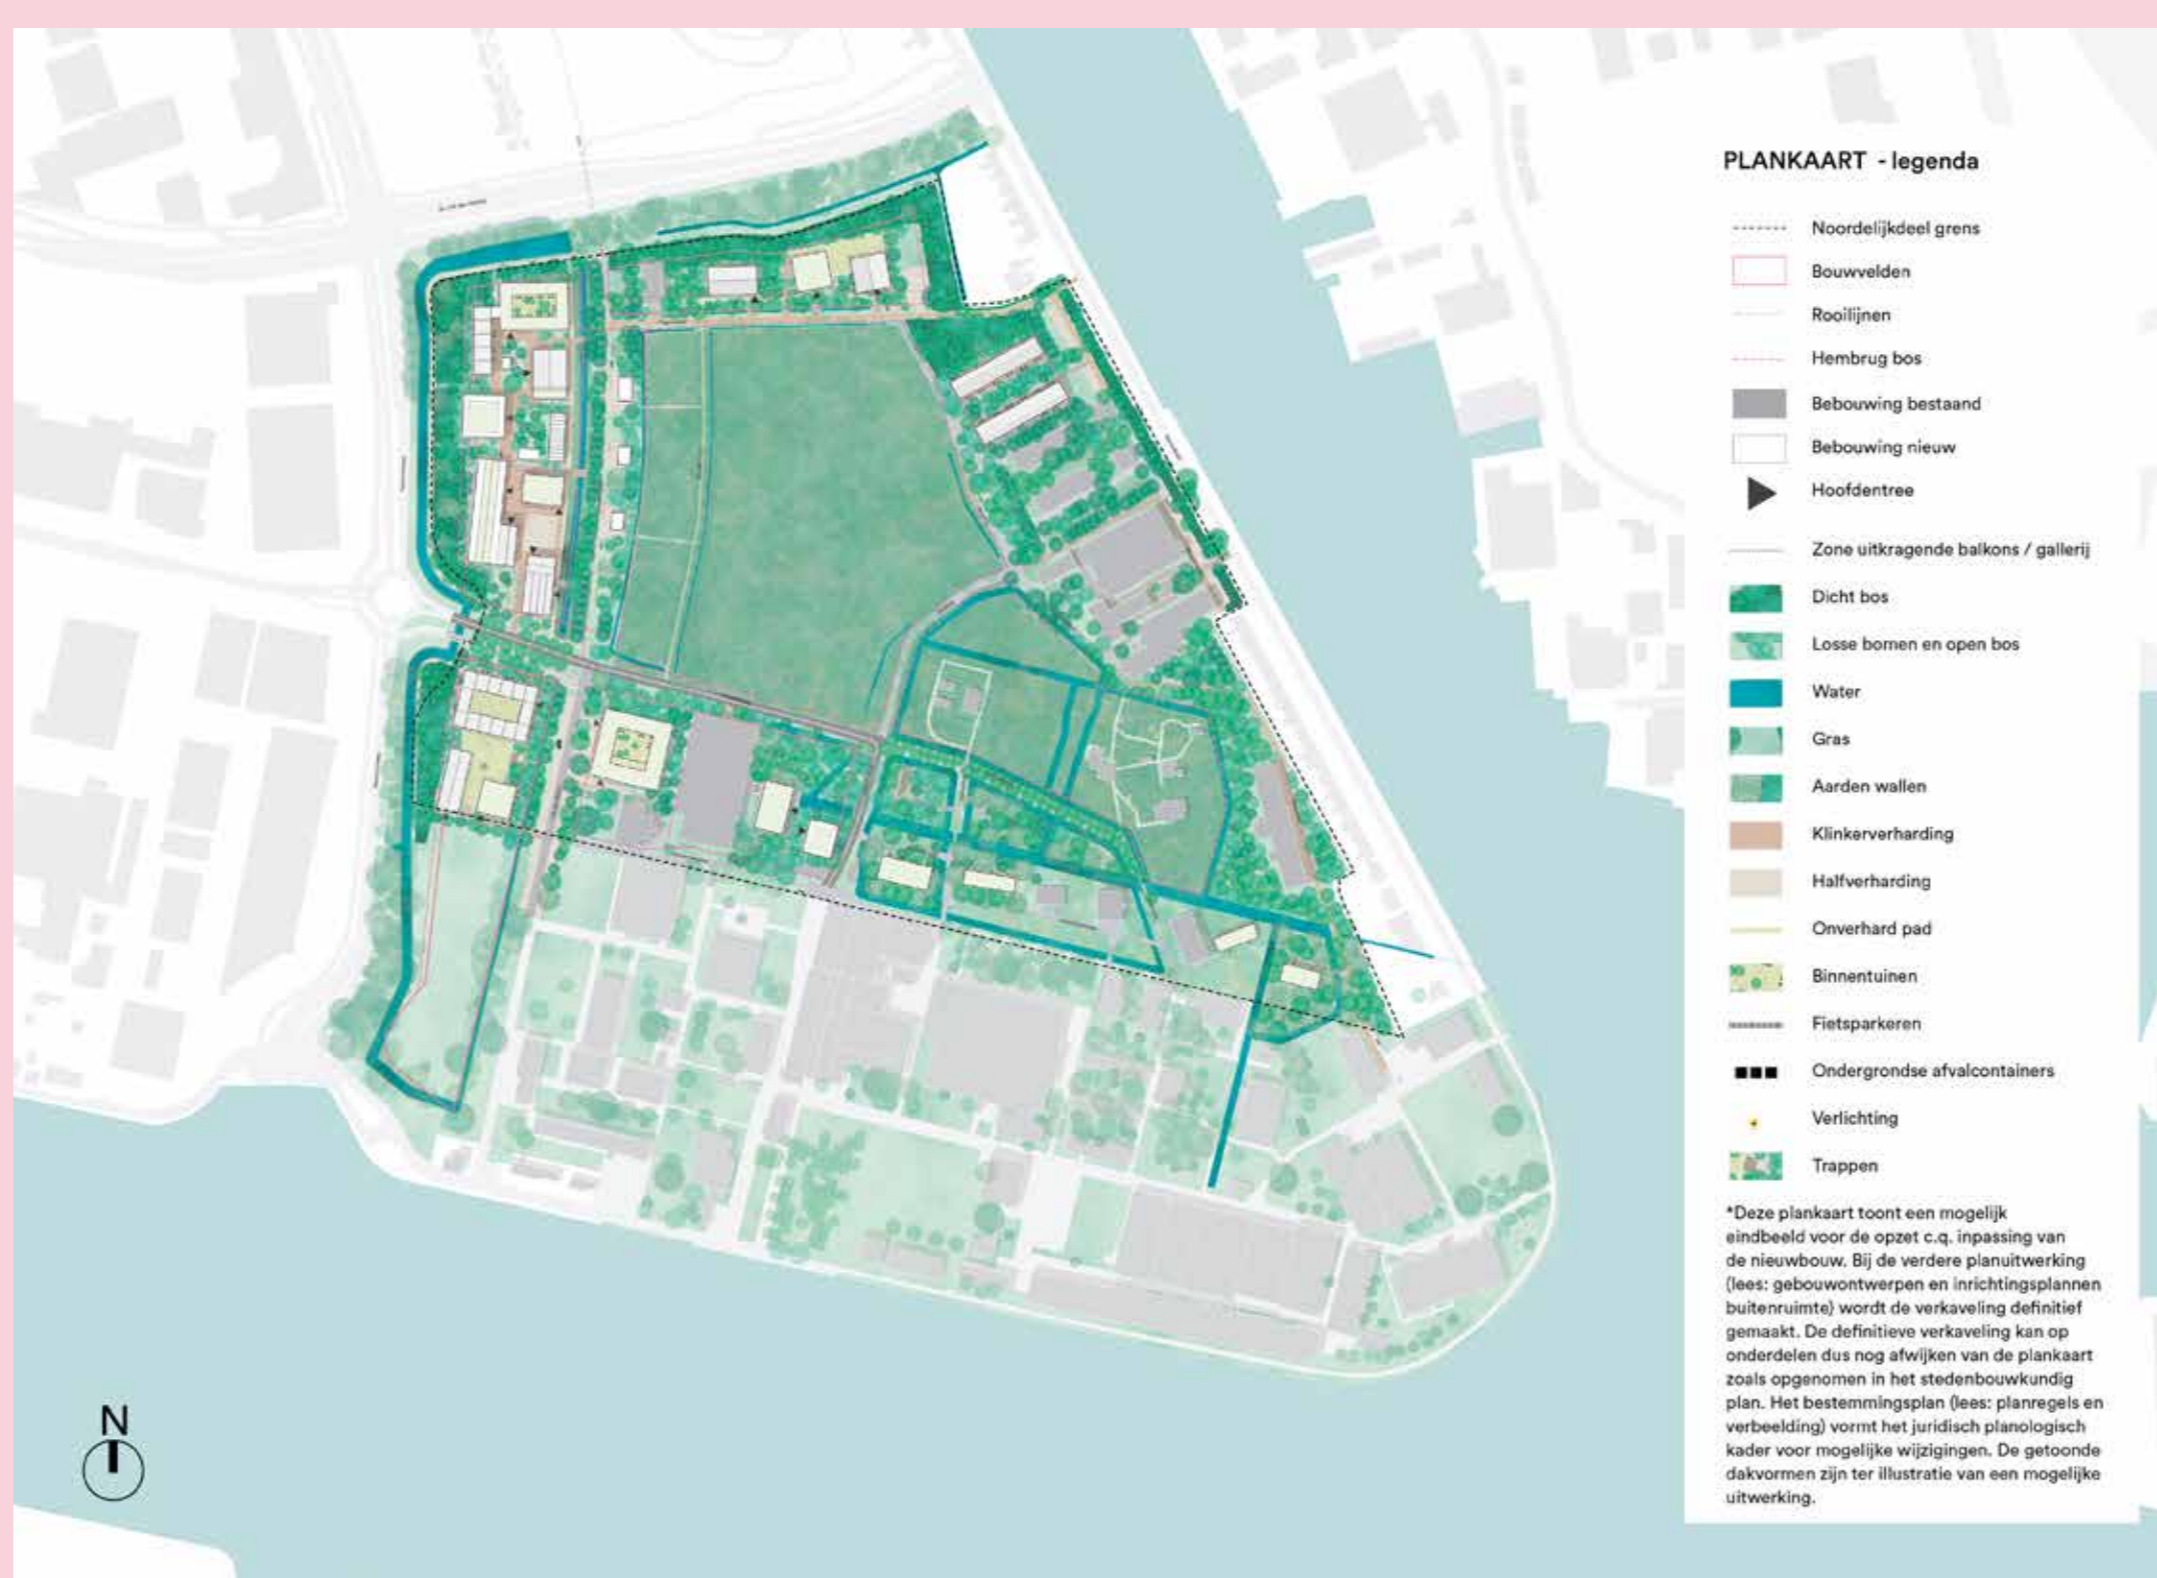 PLANKAART - legenda
Noordelijkdeel grens
Bouwvelden
Rooilijnen
Hembrug bos
Bebouwing bestaand
Bebouwing nieuw
Hoofdentree
Zone uitkragende balkons / gallerij
Dicht bos
Losse bomen en open bos
Water
Gras
Aarden wallen
Klinkerverharding
Halfverharding
Onverhard pad
Binnentuinen
Fietsparkeren
Ondergrondse afvalcontainers
Verlichting
Trappen
*Deze plankaart toont een mogelijk
eindbeeld voor de opzet c.q. inpassing van
de nieuwbouw. Bij de verdere planuitwerking
(lees: gebouwontwerpen en inrichtingsplannen
buitenruimte) wordt de verkaveling definitief
gemaakt. De definitieve verkaveling kan op
onderdelen dus nog afwijken van de plankaart
zoals opgenomen in het stedenbouwkundig
plan. Het bestemmingsplan (lees: planregels en
verbeelding) vormt het juridisch planologisch
kader voor mogelijke wijzigingen. De getoonde
dakvormen zijn ter illustratie van een mogelijke
uitwerking.
N